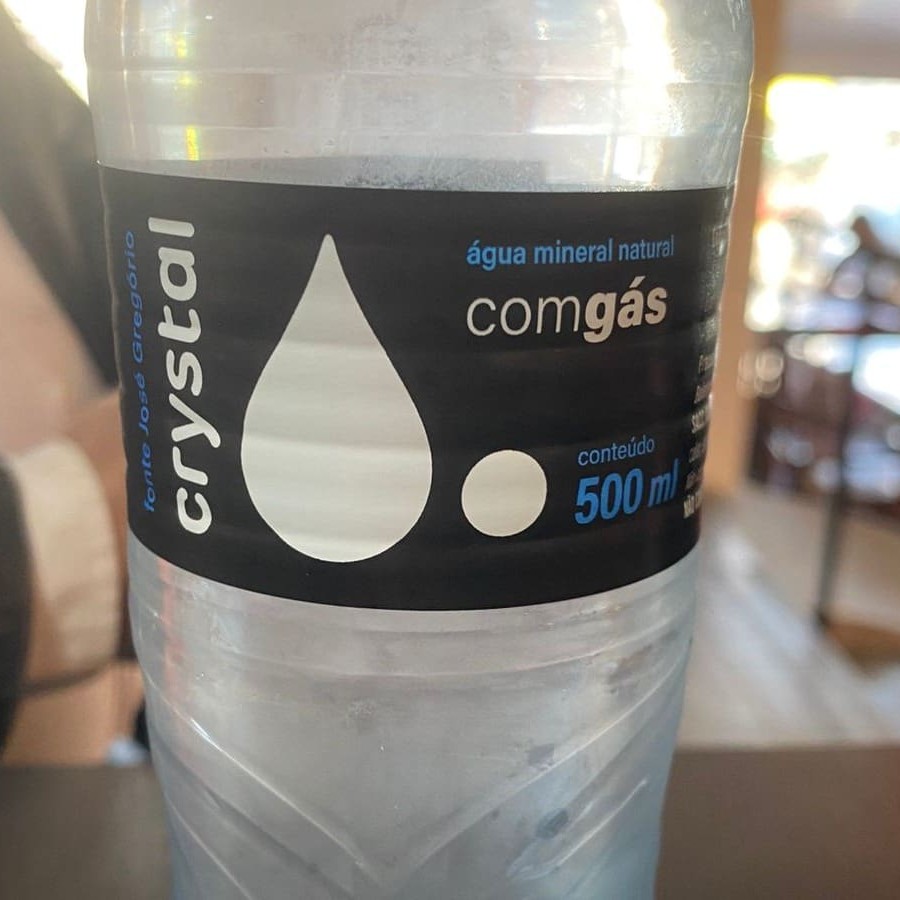 fonte José Gregório
crystal
água mineral natural
comgás
conteúdo
500 ml